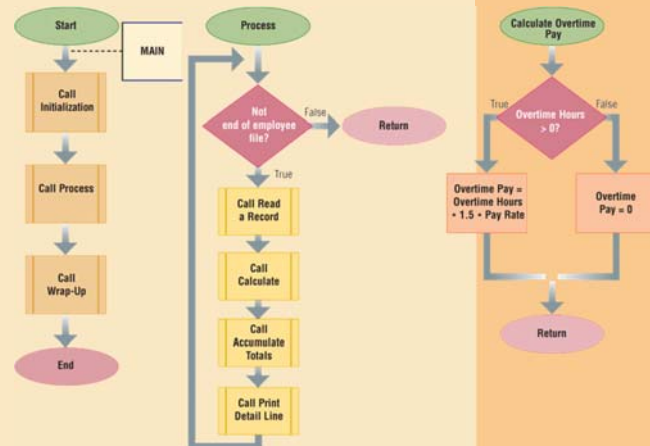 Start
MAIN
Call
Initialization
Call Process
Call
Wrap-Up
End
Process
Not
end of employee
file?
False
Return
True
Call Read
a Record
Call
Calculate
Call
Accumulate
Totals
Call Print
Detail Line
Calculate Overtime
Pay
True
Overtime Hours
> 0?
False
Overtime Pay =
Overtime Hours
* 1.5 * Pay Rate
Overtime
Pay = 0
Return